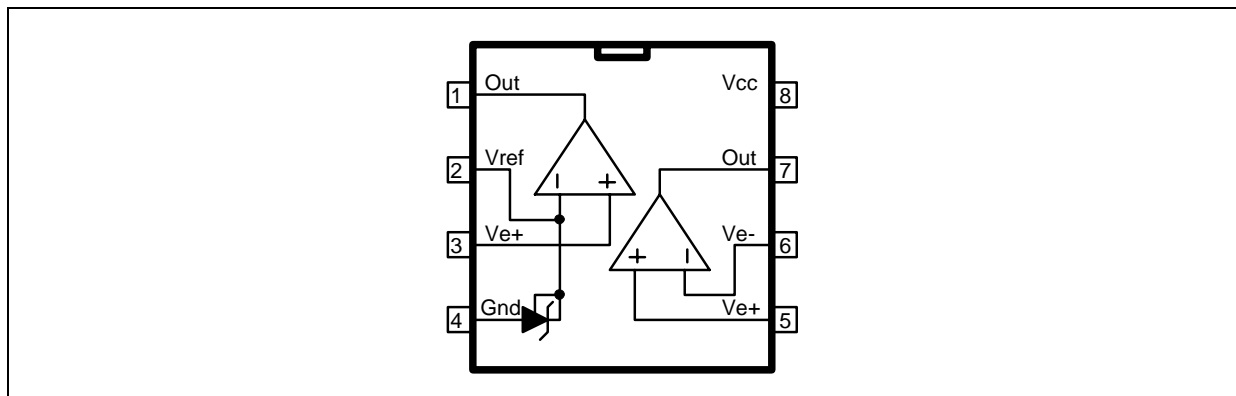 1 Out Vcc 8
2 Vref Out 7
3 Ve+ Ve- 6
4 Gnd Ve+ 5
- +
+ -